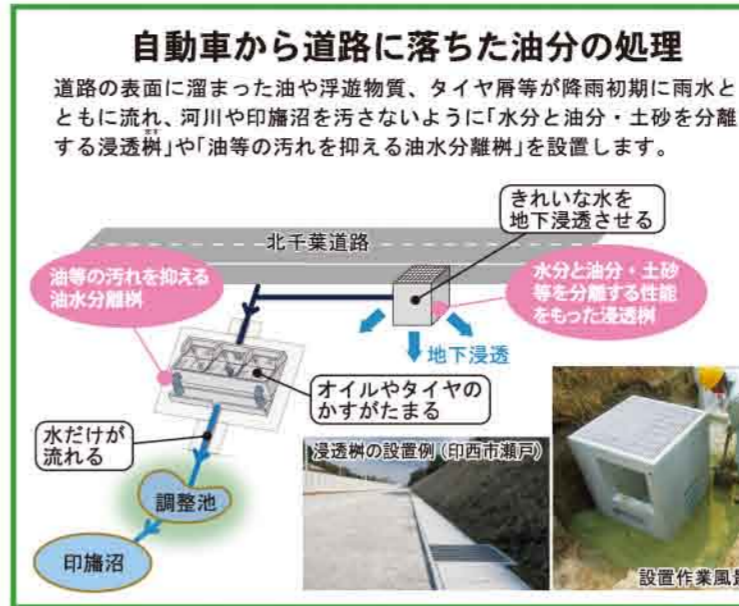 自動車から道路に落ちた油分の処理
道路の表面に溜まった油や浮遊物質、タイヤ屑等が降雨初期に雨水と
ともに流れ、河川や印旛沼を汚さないように「水分と油分・土砂を分離
する浸透桝」や「油等の汚れを抑える油水分離桝」を設置します。
ます
きれいな水を
地下浸透させる
北千葉道路
油等の汚れを抑える
油水分離桝
水分と油分・土砂
等を分離する性能
をもった浸透桝
地下浸透
オイルやタイヤの
かすがたまる
水だけが
流れる
浸透桝の設置例(印西市瀬戸)
調整池
印旛沼
設置作業風景